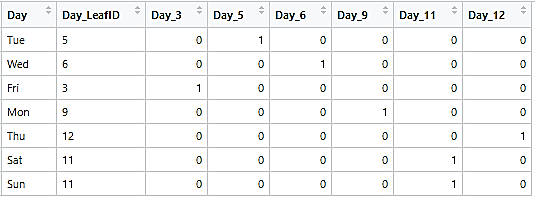 Day Day_LeafID Day_3 Day_5 Day_6 Day_9 Day_11 Day_12
Tue 5 0 1 0 0 0 0
Wed 6 0 0 1 0 0 0
Fri 3 1 0 0 0 0 0
Mon 9 0 0 0 1 0 0
Thu 12 0 0 0 0 0 1
Sat 11 0 0 0 0 1 0
Sun 11 0 0 0 0 1 0